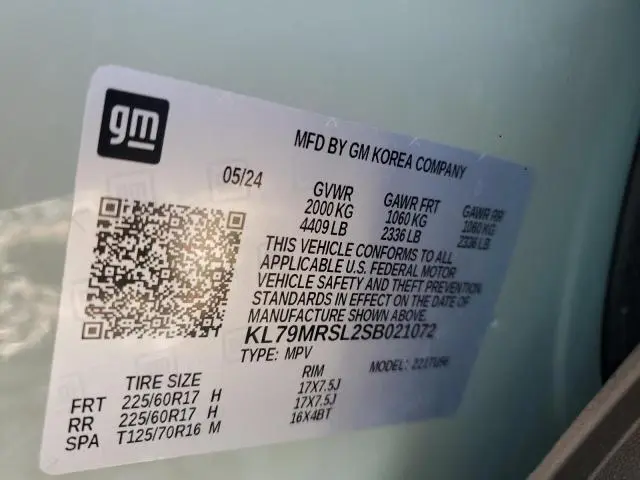 gm
MFD BY GM KOREA COMPANY
05/24 GVWR GAWR FRT GAWR RR
2000 KG 1060 KG 1060 KG
4409 LB 2336 LB 2336 LB
THIS VEHICLE CONFORMS TO ALL
APPLICABLE U.S. FEDERAL MOTOR
VEHICLE SAFETY AND THEFT PREVENTION
STANDARDS IN EFFECT ON THE DATE OF
MANUFACTURE SHOWN ABOVE.
KL79MRSL2SB021072
TYPE: MPV MODEL:
TIRE SIZE RIM
FRT 225/60R17 H 17X7.5J
RR 225/60R17 H 17X7.5J
SPA T125/70R16 M 16X4BT